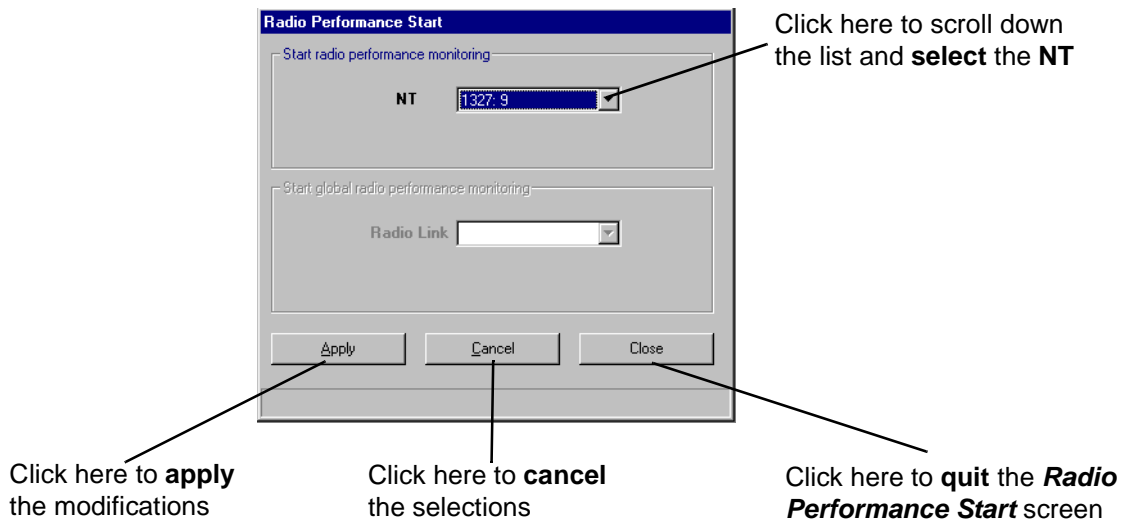 Radio Performance Start
Click here to scroll down
the list and select the NT
Start radio performance monitoring
NT 1327: 9
Start global radio performance monitoring
Radio Link
Apply Cancel Close
Click here to apply
the modifications
Click here to cancel
the selections
Click here to quit the Radio
Performance Start screen